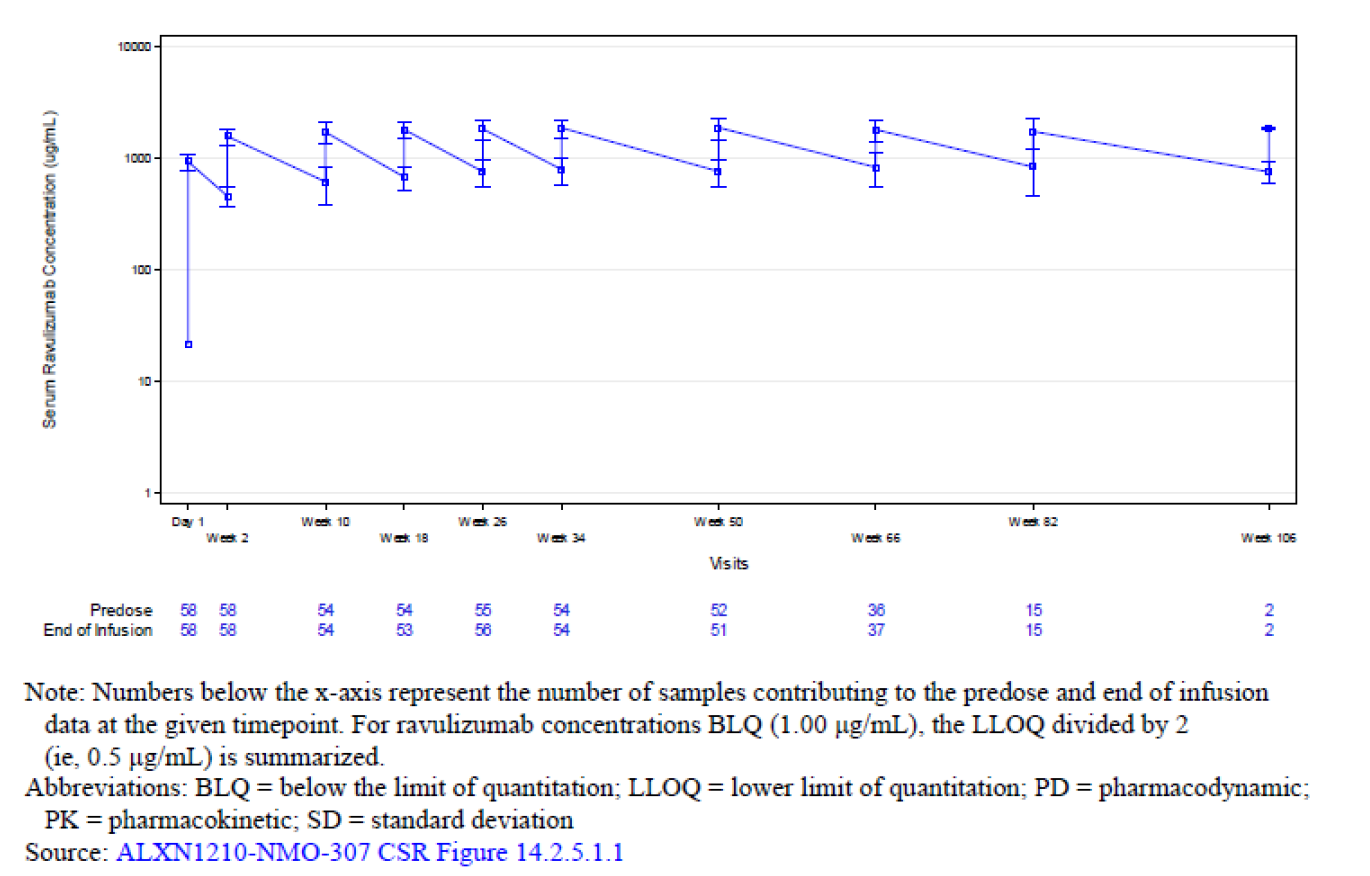 10000
1000
100
10
1
Serum Ravulizumab Concentration (ug/mL)
Day 1 Week 10 Week 26 Week 50 Week 82
Week 2 Week 18 Week 34 Week 66 Week 106
Visits
Predose 58 58 54 54 55 54 52 38 15 2
End of Infusion 58 58 54 53 56 54 51 37 15 2
Note: Numbers below the x-axis represent the number of samples contributing to the predose and end of infusion
data at the given timepoint. For ravulizumab concentrations BLQ (1.00 μg/mL), the LLOQ divided by 2
(ie, 0.5 μg/mL) is summarized.
Abbreviations: BLQ = below the limit of quantitation; LLOQ = lower limit of quantitation; PD = pharmacodynamic;
PK = pharmacokinetic; SD = standard deviation
Source: ALXN1210-NMO-307 CSR Figure 14.2.5.1.1